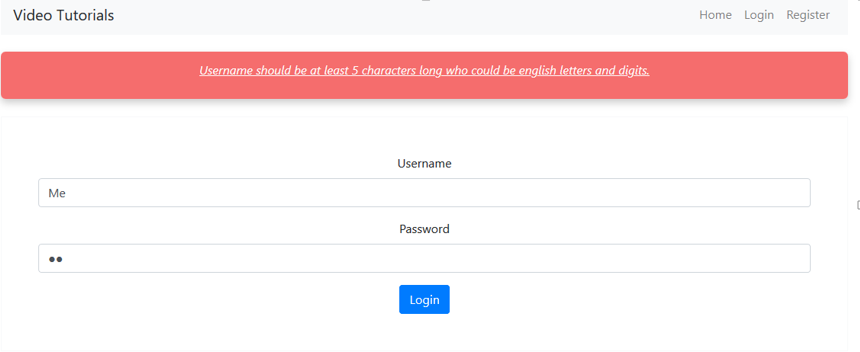 Video Tutorials
Home Login Register
Username should be at least 5 characters long who could be english letters and digits.
Username
Me
Password
●●
Login